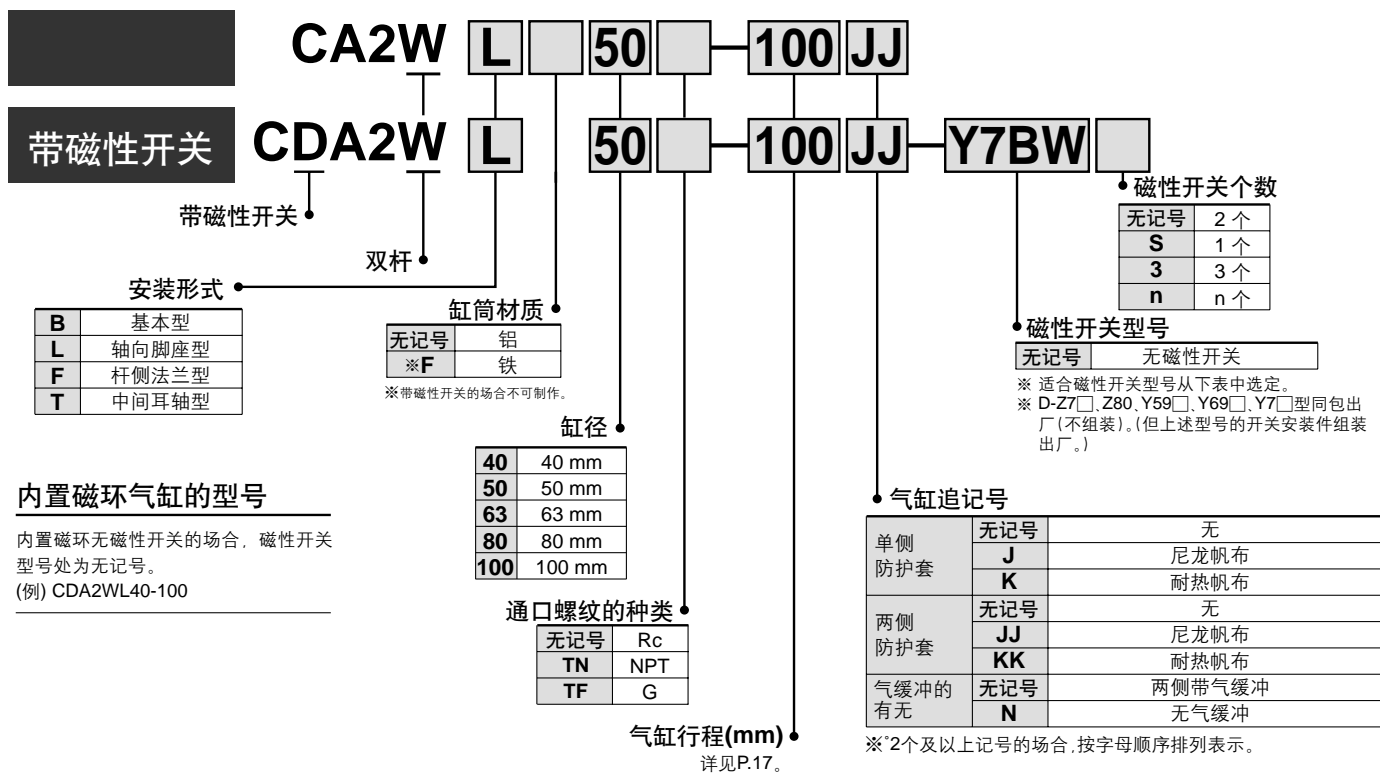 CA2W L 50 - 100 JJ
带磁性开关 CDA2W L 50 - 100 JJ - Y7BW
带磁性开关
双杆
安装形式
B 基本型
L 轴向脚座型
F 杆侧法兰型
T 中间耳轴型
缸筒材质
无记号 铝
※F 铁
※带磁性开关的场合不可制作。
缸径
40 40 mm
50 50 mm
63 63 mm
80 80 mm
100 100 mm
通口螺纹的种类
无记号 Rc
TN NPT
TF G
气缸行程(mm)
详见P.17。
磁性开关个数
无记号 2 个
S 1 个
3 3 个
n n 个
磁性开关型号
无记号 无磁性开关
※ 适合磁性开关型号从下表中选定。
※ D-Z7□、Z80、Y59□、Y69□、Y7□型同包出
厂(不组装)。(但上述型号的开关安装件组装
出厂。)
气缸追记号
单侧
防护套
无记号 无
J 尼龙帆布
K 耐热帆布
两侧
防护套
无记号 无
JJ 尼龙帆布
KK 耐热帆布
气缓冲的
有无
无记号 两侧带气缓冲
N 无气缓冲
※˚2个及以上记号的场合,按字母顺序排列表示。
内置磁环气缸的型号
内置磁环无磁性开关的场合, 磁性开关
型号处为无记号。
(例) CDA2WL40-100